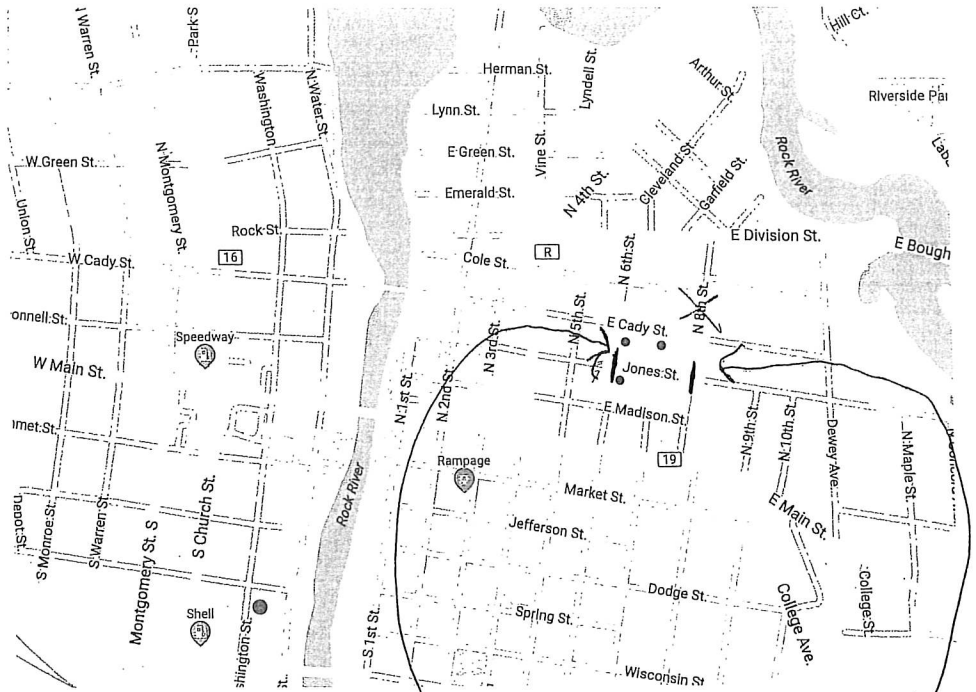 N Warren St.
Park S
Hill Ct.
Herman St.
Lyndell St.
Arthur St.
Riverside Par
Washington
N Water St.
Lynn St.
W Green St.
N Montgomery St.
E Green St.
Vine St.
Cleveland St.
Garfield St.
Rock River
Emerald St.
N 4th St.
Union St.
Rock St.
E Division St.
W Cady St.
16
Cole St.
R
N 6th St.
E Bough
N 8th St.
onnell St.
N 5th St.
E Cady St.
Speedway
N 3rd St.
W Main St.
Jones St.
N 1st St.
N 2nd St.
E Madison St.
N 9th St.
N 10th St.
Dewey Ave.
N Maple St.
19
Rampage
Rock River
Market St.
E Main St.
Depot St.
S Monroe St.
S Warren St.
Montgomery St. S
S Church St.
Jefferson St.
Dodge St.
College Ave.
College St.
Shell
Spring St.
shington St.
S 1st St.
Wisconsin St